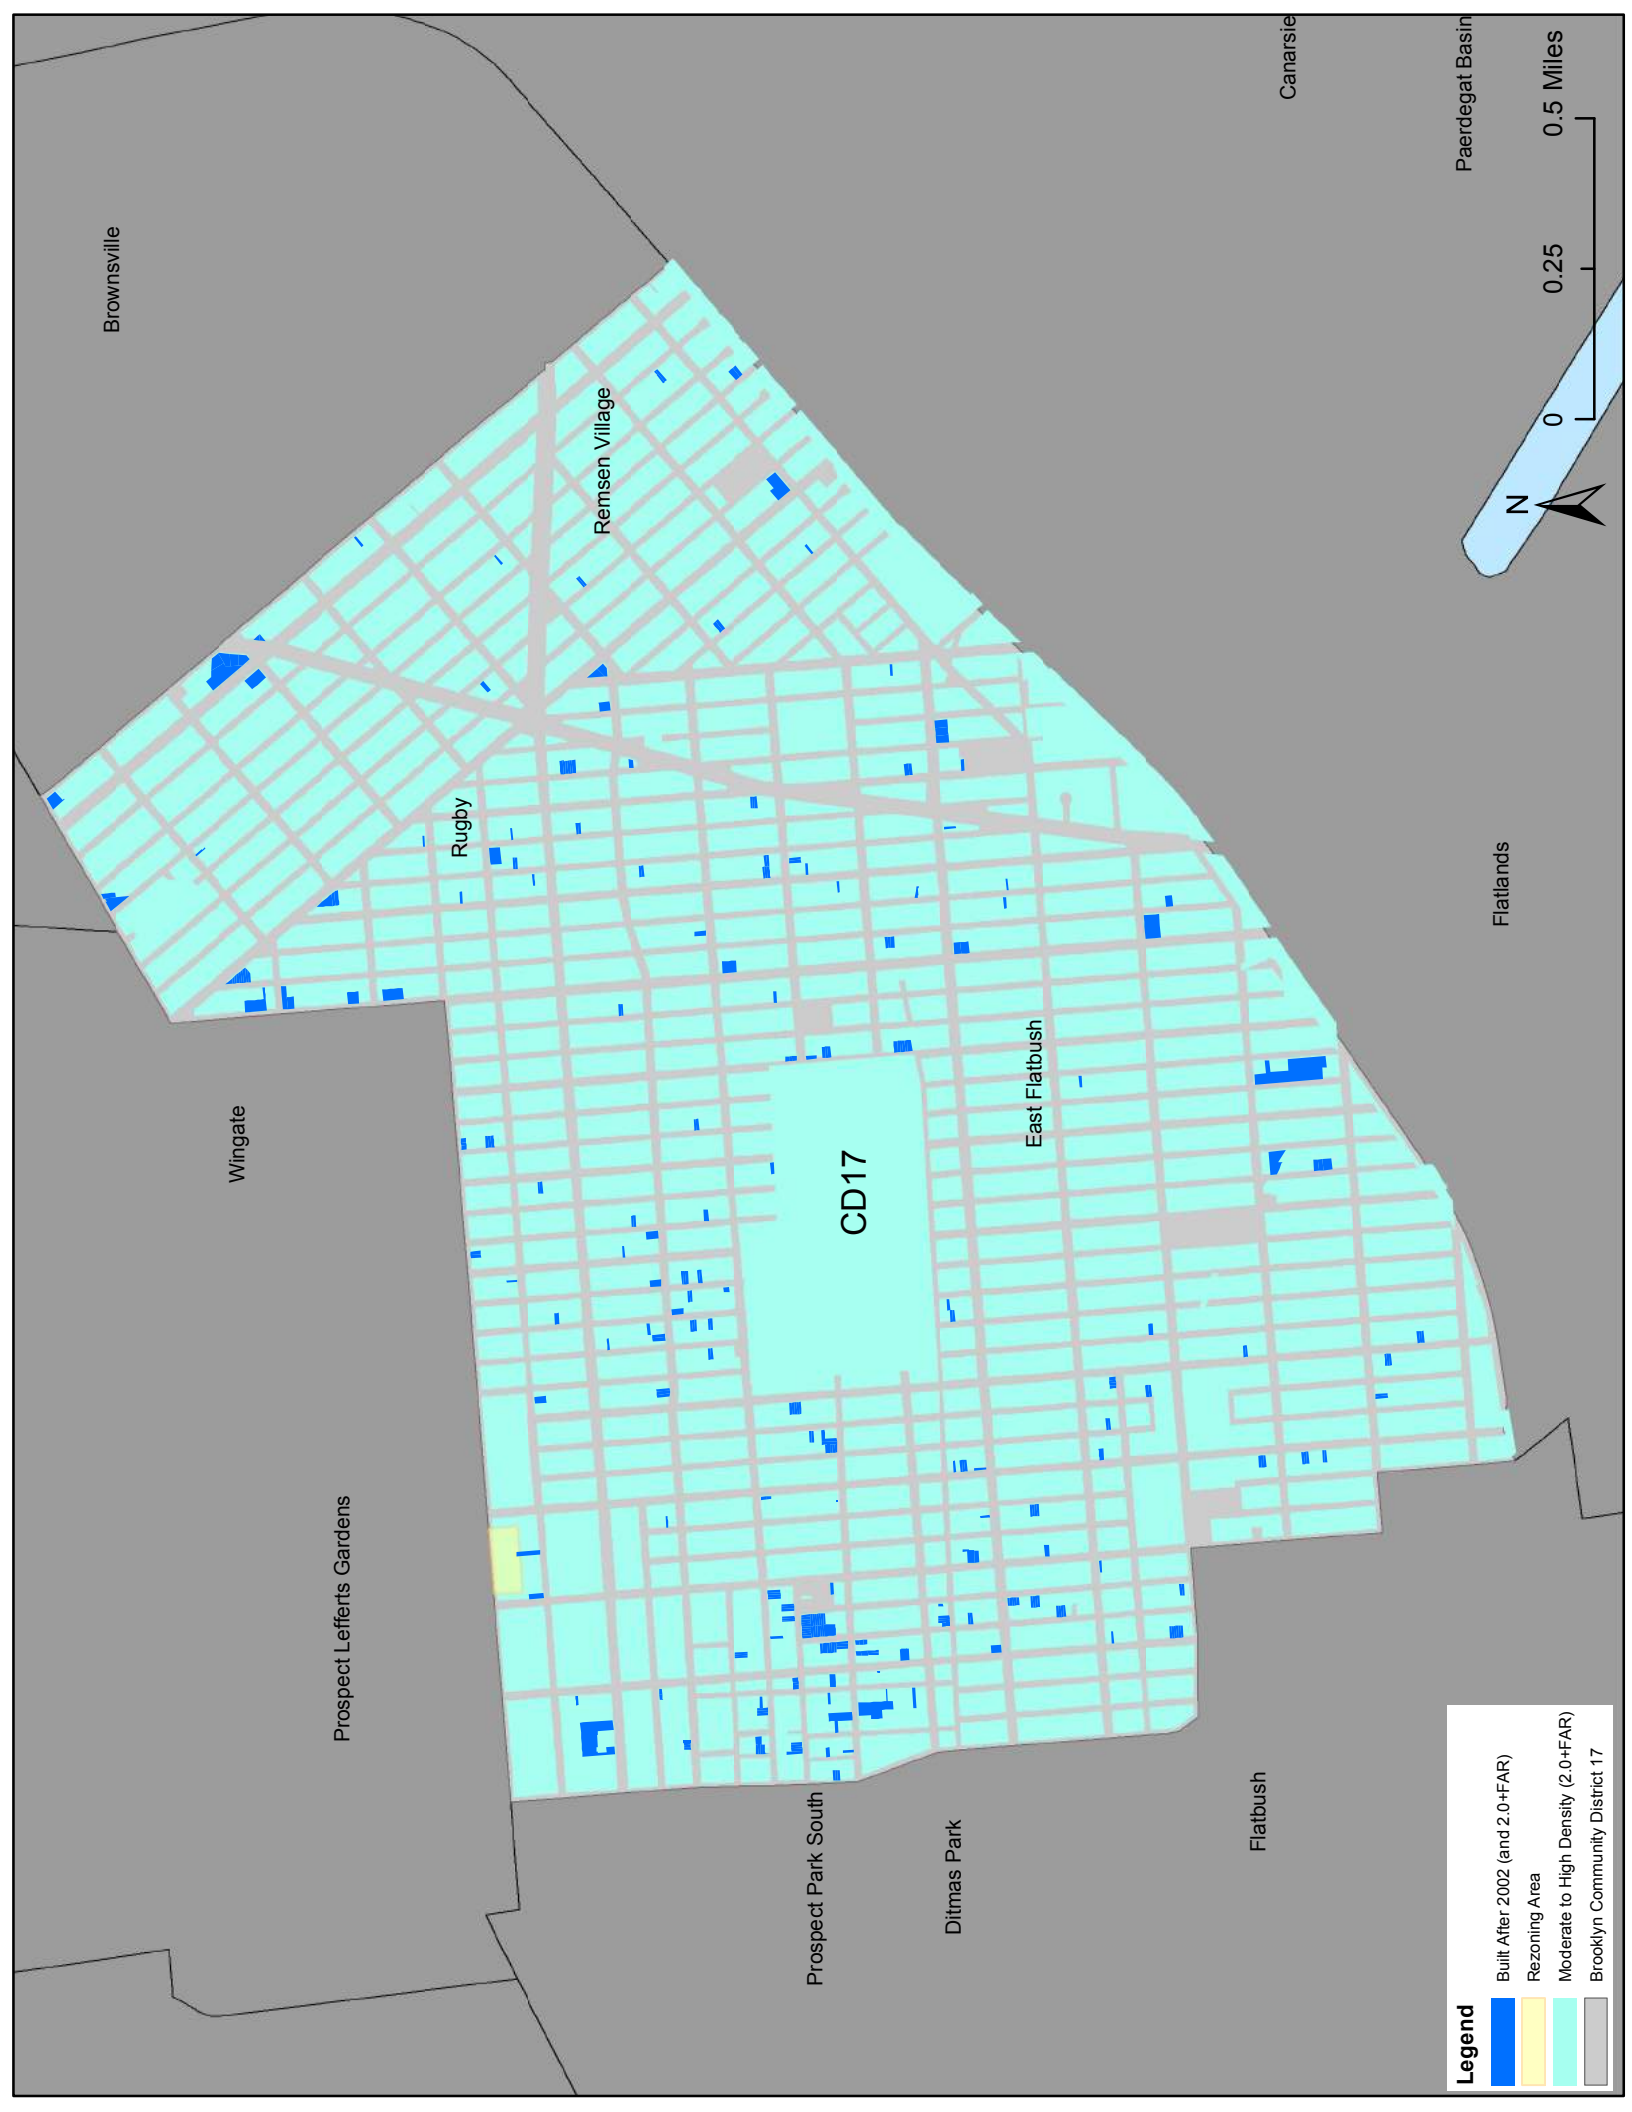 Brownsville
Canarsie
Paerdegat Basin
Remsen Village
Rugby
Wingate
CD17
East Flatbush
Flatlands
Prospect Lefferts Gardens
Prospect Park South
Ditmas Park
Flatbush
N
0 0.25 0.5 Miles
Legend
Built After 2002 (and 2.0+FAR)
Rezoning Area
Moderate to High Density (2.0+FAR)
Brooklyn Community District 17